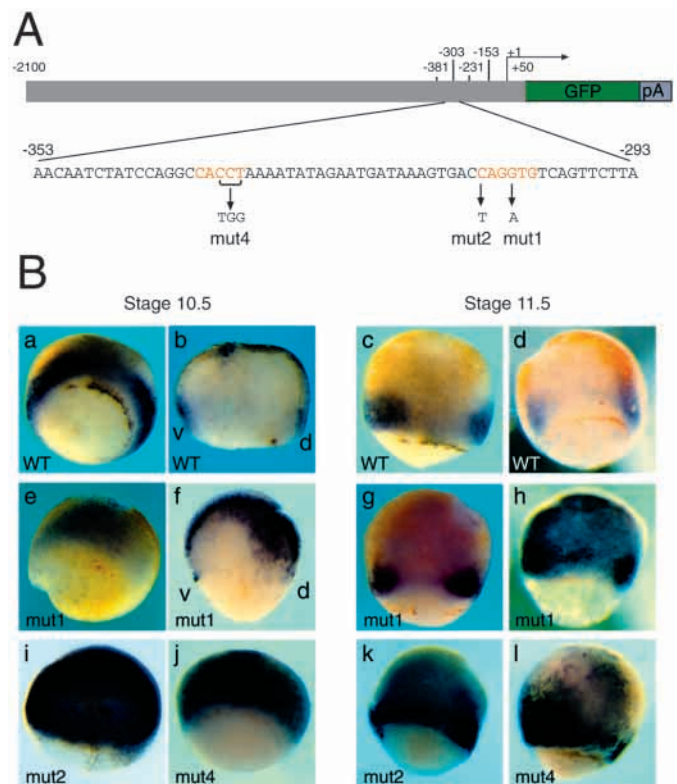 A
-2100
-381
-303
-231
-153
+1
+50
GFP
pA
-353
-293
AACAATCTATCCAGGCCACCTAAAATATAGAATGATAAAGTGACCAGGTGTCAGTTCTTA
TGG
T
A
mut4
mut2
mut1
B
Stage 10.5
Stage 11.5
a
WT
b
v
d
WT
c
WT
d
WT
e
mut1
f
v
d
mut1
g
mut1
h
mut1
i
mut2
j
mut4
k
mut2
l
mut4